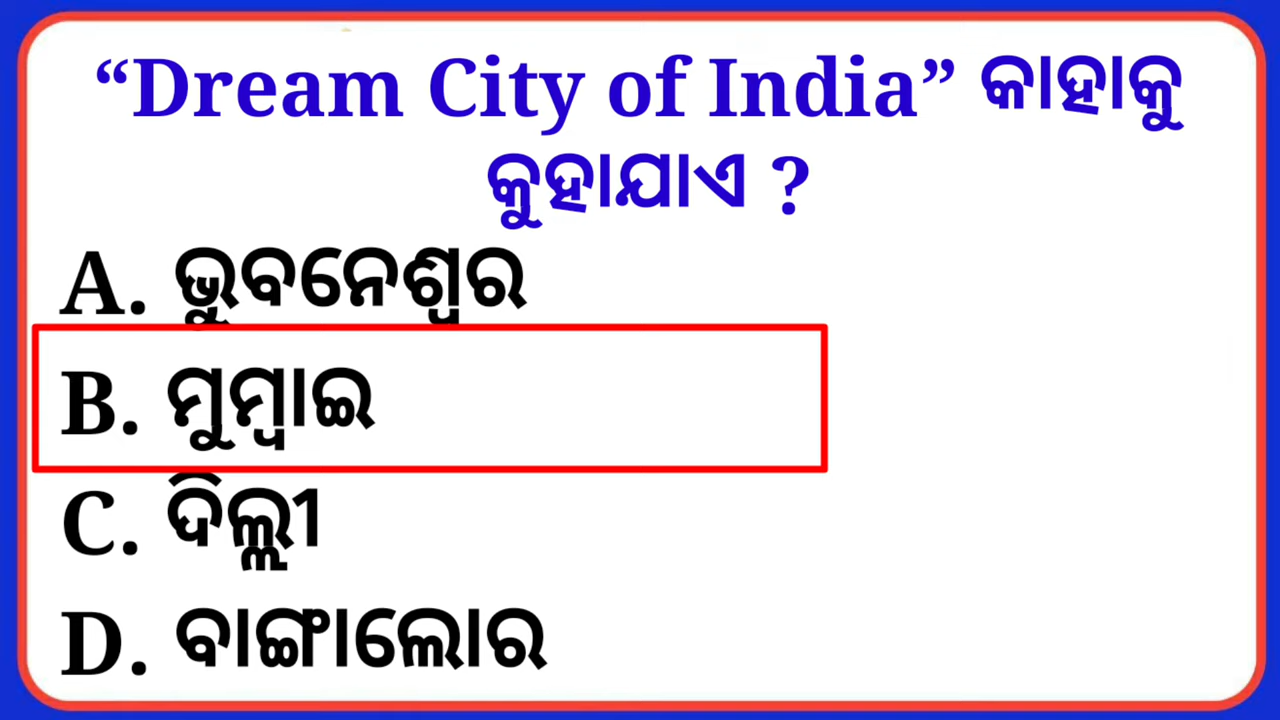 “Dream City of India” କାହାକୁ
କୁହାଯାଏ ?
A. ଭୁବନେଶ୍ୱର
B. ମୁମ୍ବାଇ
C. ଦିଲ୍ଲୀ
D. ବାଙ୍ଗାଲୋର